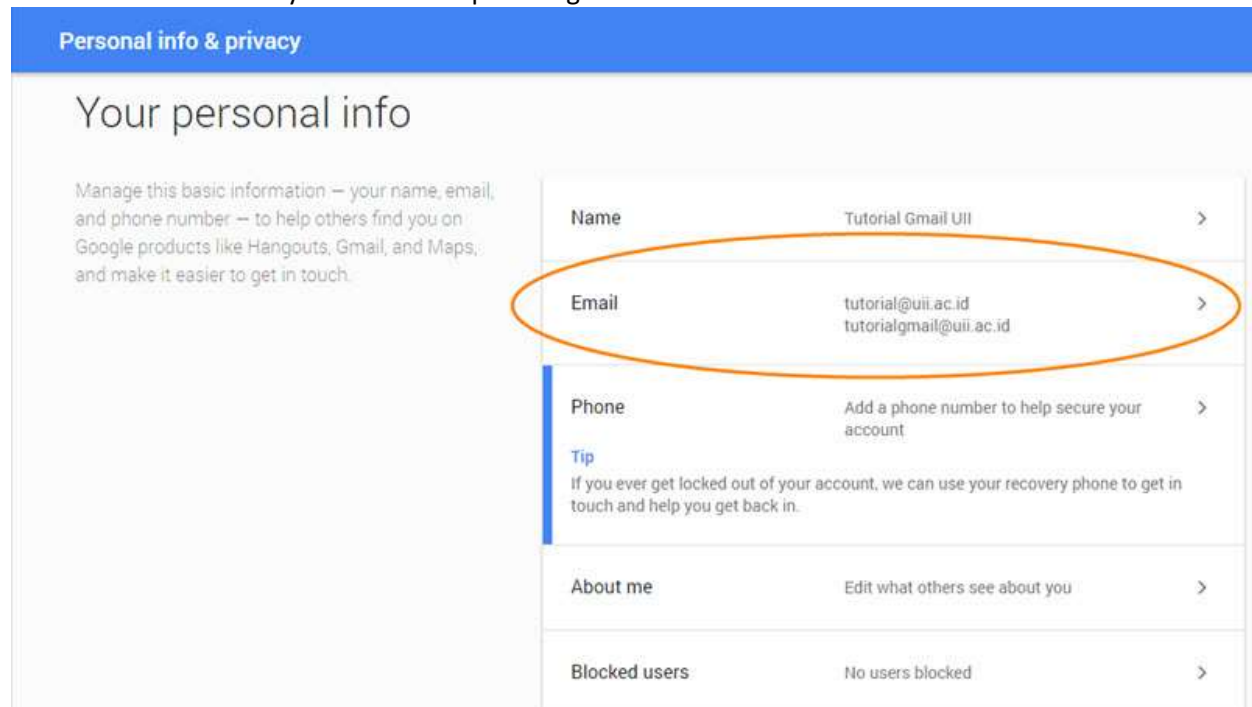 Personal info & privacy
Your personal info
Manage this basic information — your name, email,
and phone number — to help others find you on
Google products like Hangouts, Gmail, and Maps,
and make it easier to get in touch.
Name Tutorial Gmail UII
Email tutorial@uii.ac.id
tutorialgmail@uii.ac.id
Phone Add a phone number to help secure your
account
Tip
If you ever get locked out of your account, we can use your recovery phone to get in
touch and help you get back in.
About me Edit what others see about you
Blocked users No users blocked